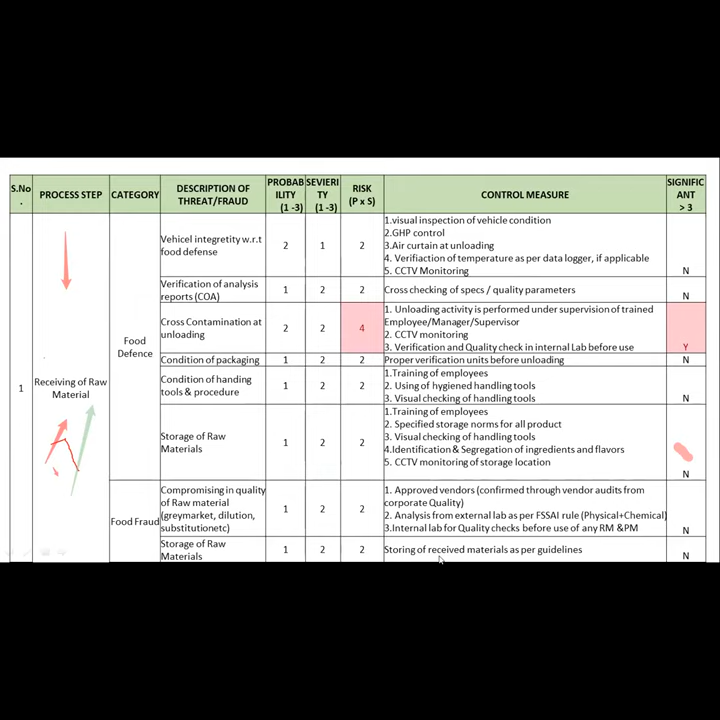 S.No
.
PROCESS STEP
CATEGORY
DESCRIPTION OF
THREAT/FRAUD
PROBAB
ILITY
(1 -3)
SEVIERI
TY
(1 -3)
RISK
(P x S)
CONTROL MEASURE
SIGNIFIC
ANT
> 3
1
Receiving of Raw
Material
Food
Defence
Vehicel integretity w.r.t
food defense
2
1
2
1.visual inspection of vehicle condition
2.GHP control
3.Air curtain at unloading
4. Verifiaction of temperature as per data logger, if applicable
5. CCTV Monitoring
N
Verification of analysis
reports (COA)
1
2
2
Cross checking of specs / quality parameters
N
Cross Contamination at
unloading
2
2
4
1. Unloading activity is performed under supervision of trained
Employee/Manager/Supervisor
2. CCTV monitoring
3. Verification and Quality check in internal Lab before use
Y
Condition of packaging
1
2
2
Proper verification units before unloading
N
Condition of handing
tools & procedure
1
2
2
1.Training of employees
2. Using of hygiened handling tools
3. Visual checking of handling tools
N
Storage of Raw
Materials
1
2
2
1.Training of employees
2. Specified storage norms for all product
3. Visual checking of handling tools
4.Identification & Segregation of ingredients and flavors
5. CCTV monitoring of storage location
N
Food Fraud
Compromising in quality
of Raw material
(greymarket, dilution,
substitutionetc)
1
2
2
1. Approved vendors (confirmed through vendor audits from
corporate Quality)
2. Analysis from external lab as per FSSAI rule (Physical+Chemical)
3.Internal lab for Quality checks before use of any RM &PM
N
Storage of Raw
Materials
1
2
2
Storing of received materials as per guidelines
N